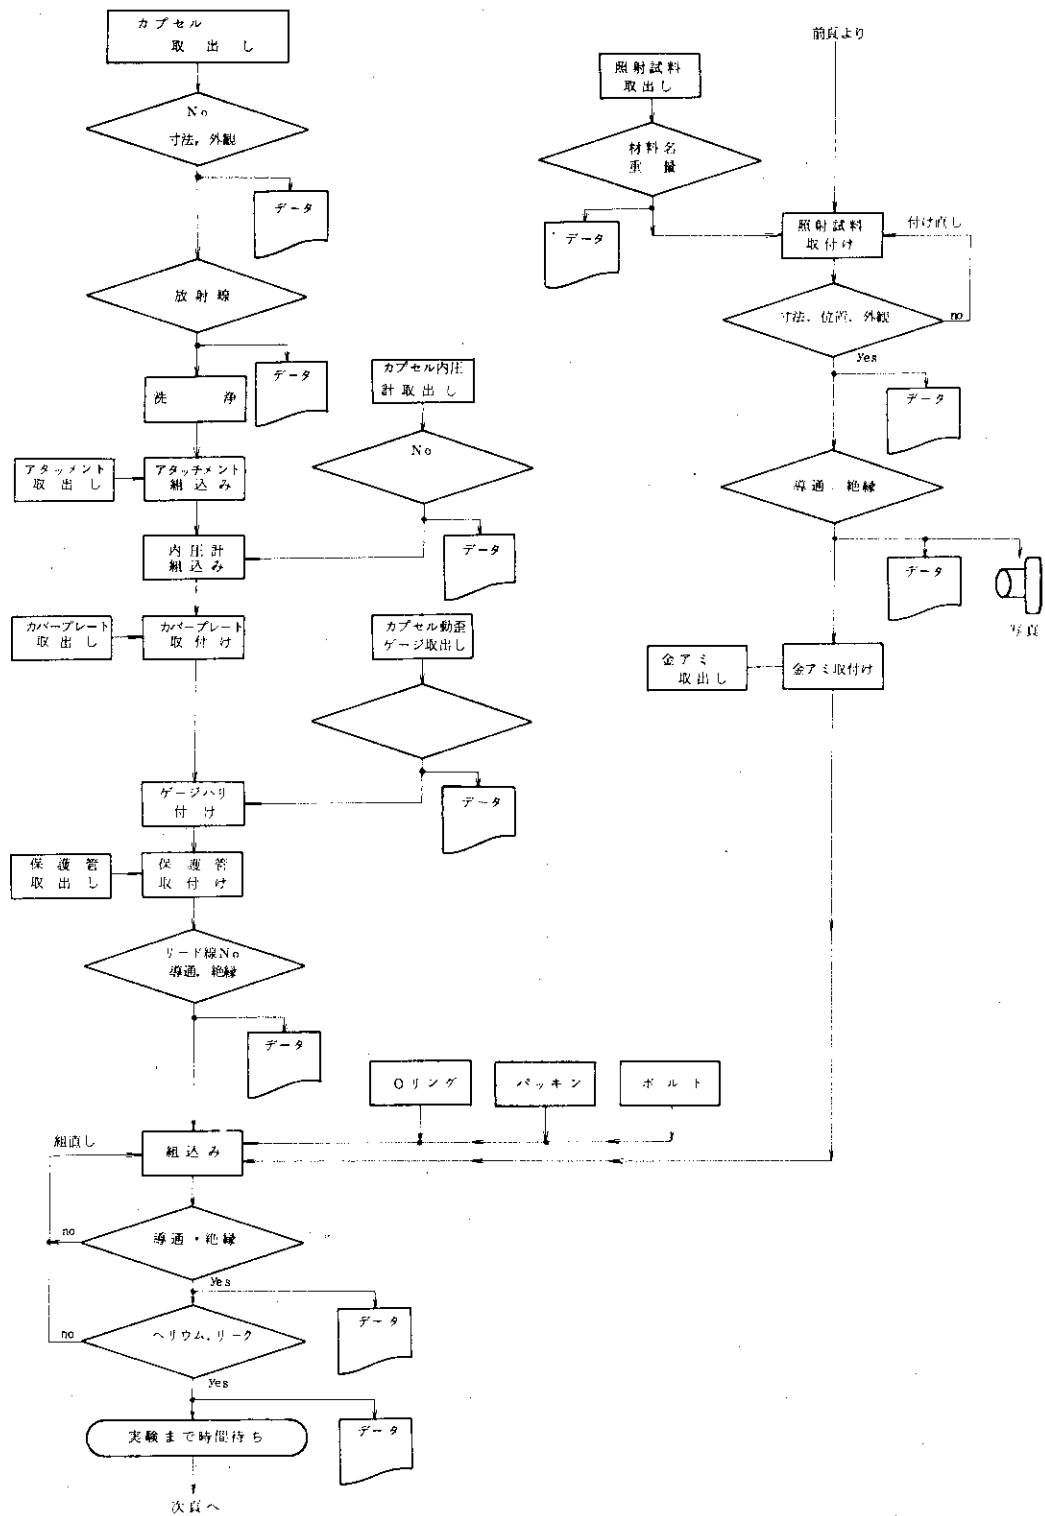 カプセル
取出し
No
寸法，外観
データ
放射線
データ
洗浄
カプセル内圧
計取出し
No
アタッメント
取出し
アタッチメント
組込み
データ
内圧計
組込み
カバープレート
取出し
カバープレート
取付け
カプセル動歪
ゲージ取出し
データ
ゲージハリ
付け
保護管
取出し
保護管
取付け
リード線No
導通，絶縁
データ
Oリング
パッキン
ボルト
組直し
組込み
no
導通・絶縁
yes
データ
no
ヘリウム，リーク
yes
データ
実験まで時間待ち
次頁へ
前頁より
照射試料
取出し
材料名
重量
データ
照射試料
取付け
付け直し
寸法，位置，外観
no
yes
データ
導通，絶縁
データ
写真
金アミ
取出し
金アミ取付け